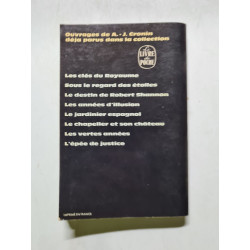 Ouvrages de A.-J. Cronin
déjà parus dans la collection
LE LIVRE
DE POCHE
Les clés du Royaume
Sous le regard des étoiles
Le destin de Robert Shannon
Les années d'illusion
Le jardinier espagnol
Le chapelier et son château
Les vertes années
L'épée de justice